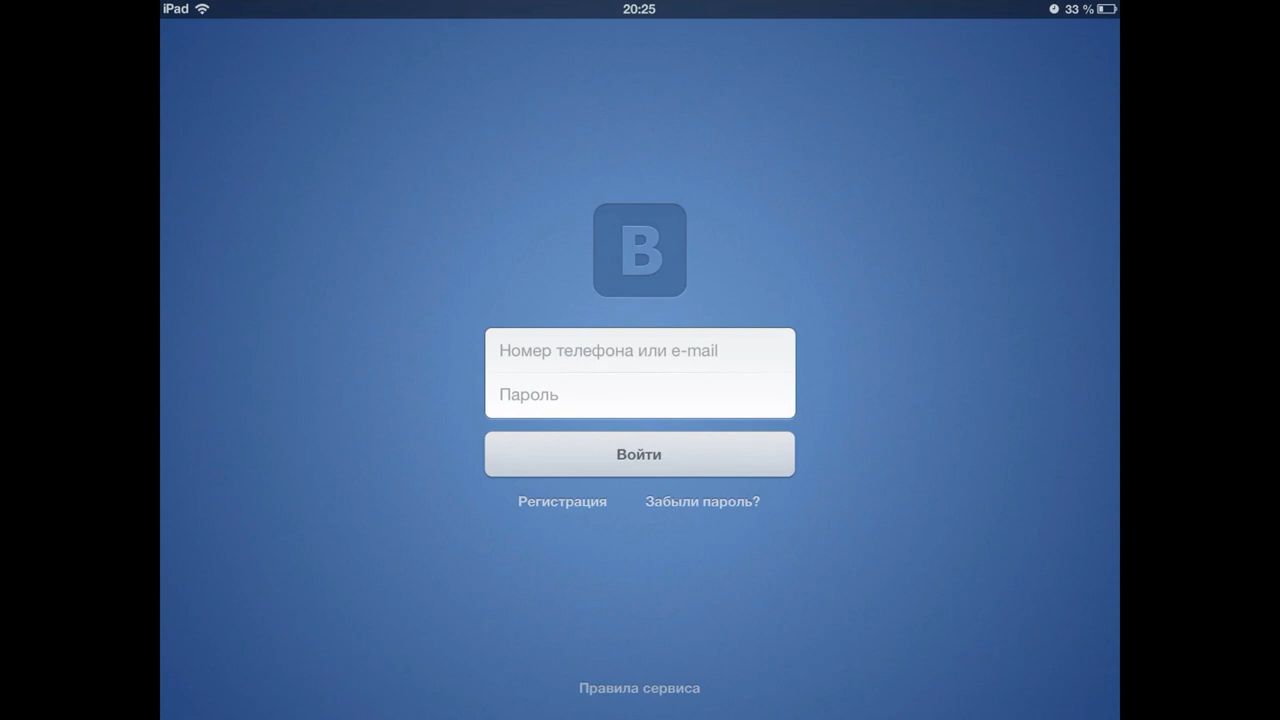 iPad 20:25 33 %
В
Номер телефона или e-mail
Пароль
Войти
Регистрация Забыли пароль?
Правила сервиса